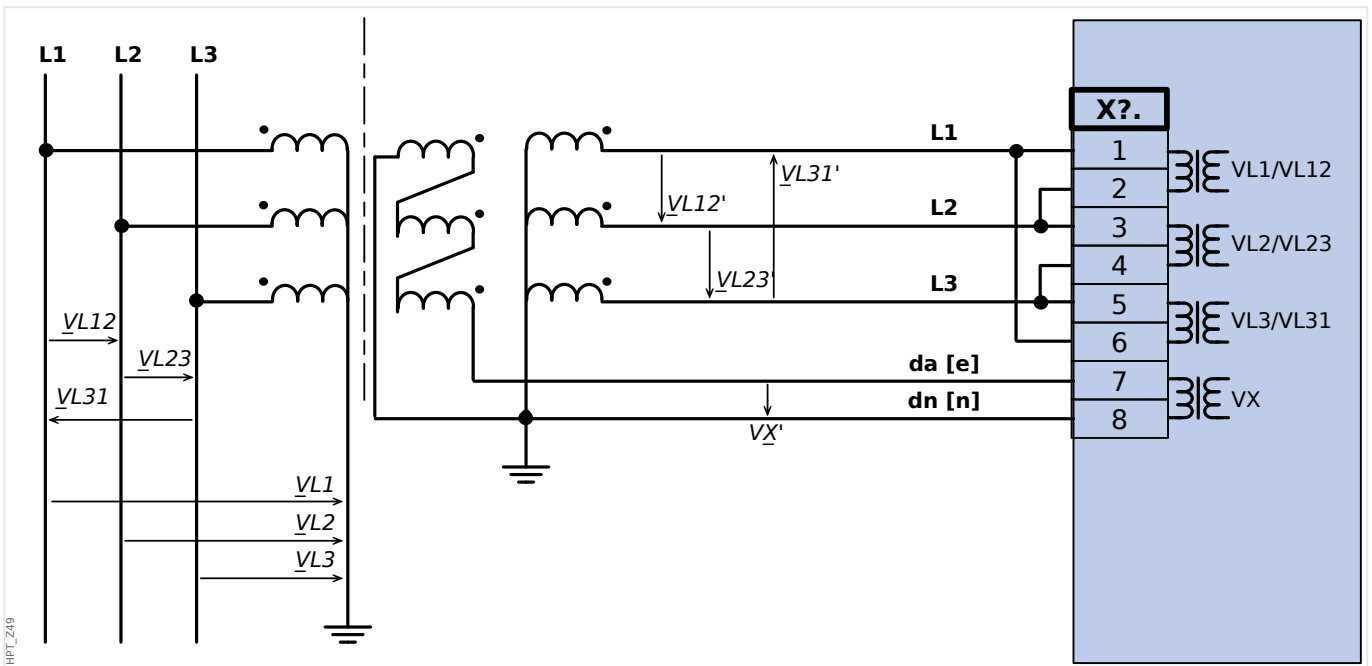 L1 L2 L3
X?.
L1
1
VL31'
VL1/VL12
2
VL12'
L2
3
VL2/VL23
4
VL23'
L3
5
VL12
VL3/VL31
6
VL23
da [e]
7
VL31
dn [n]
VX
8
VX'
VL1
VL2
VL3
HPT_Z49